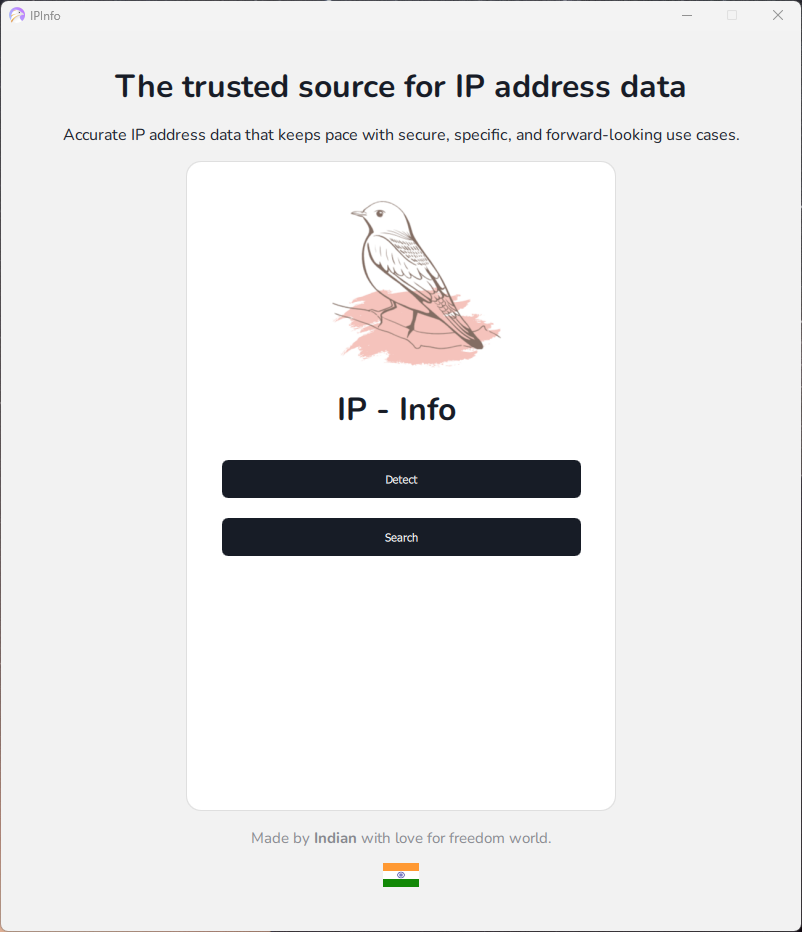 IPInfo
The trusted source for IP address data
Accurate IP address data that keeps pace with secure, specific, and forward-looking use cases.
IP - Info
Detect
Search
Made by Indian with love for freedom world.